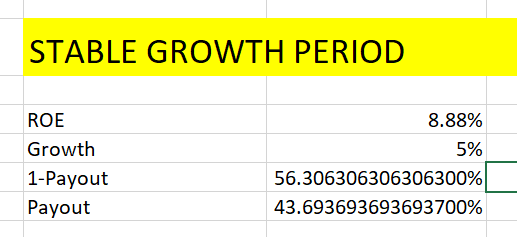 STABLE GROWTH PERIOD
ROE 8.88%
Growth 5%
1-Payout 56.306306306306300%
Payout 43.693693693693700%